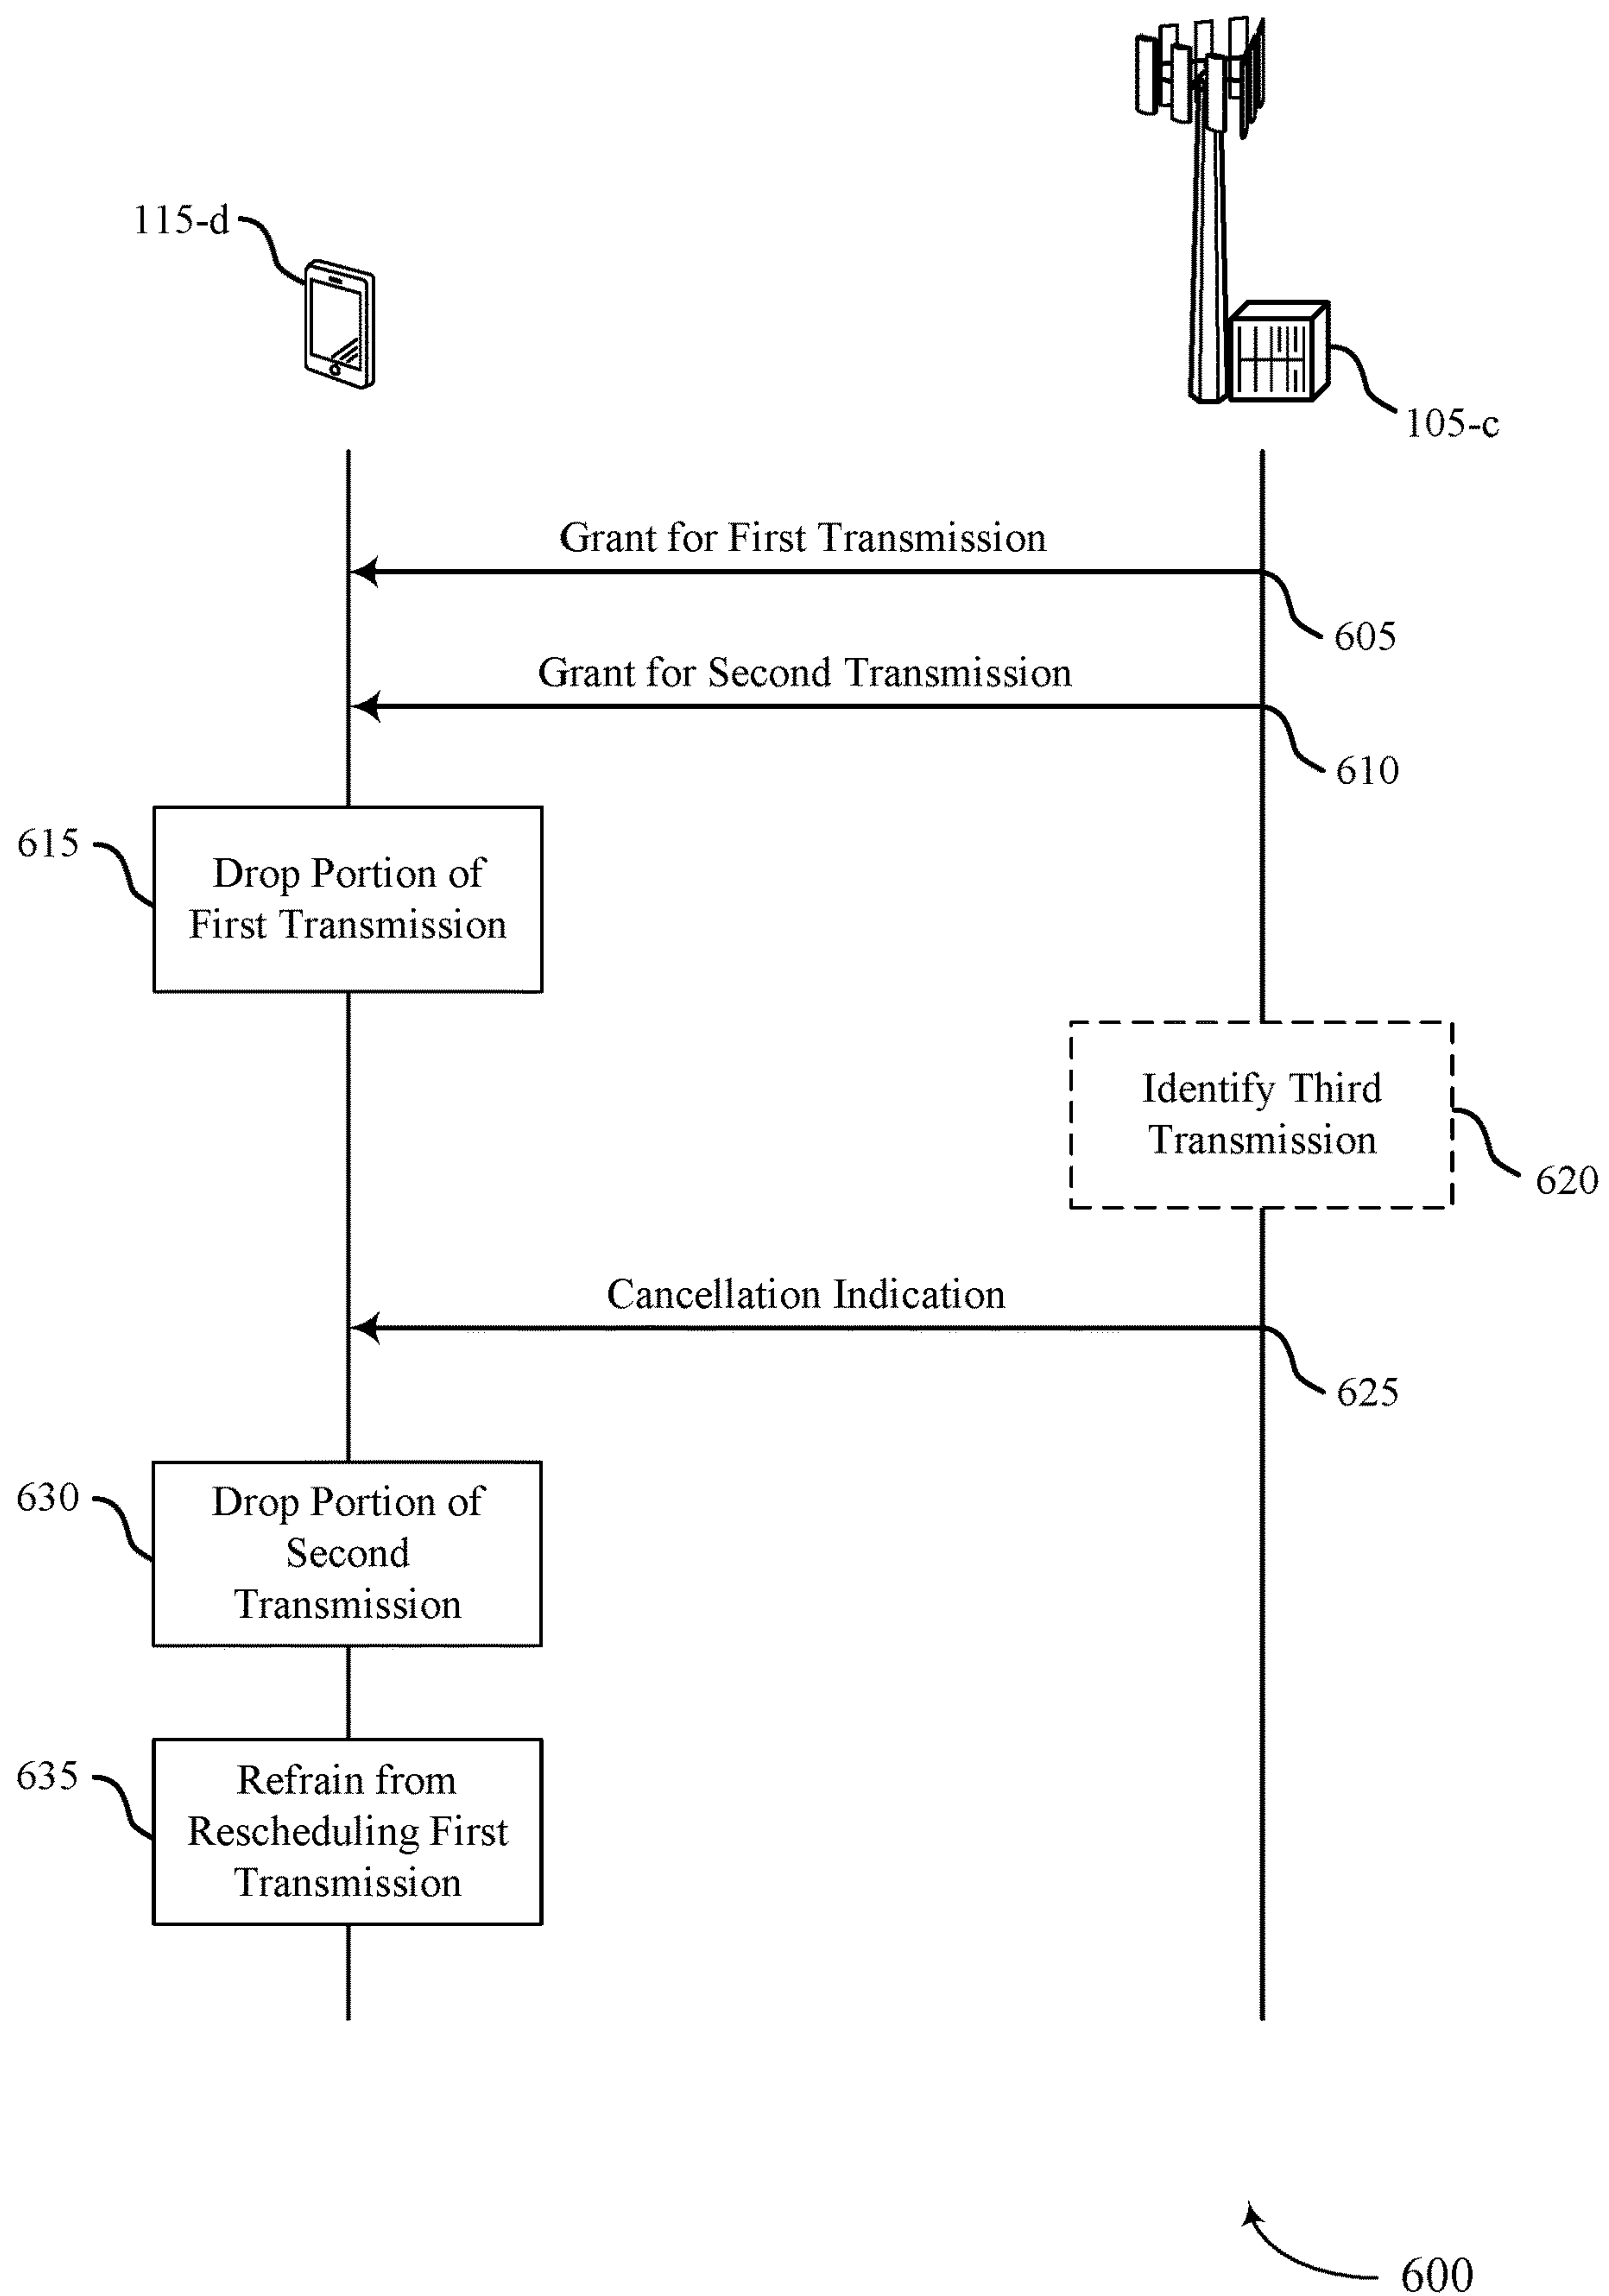 115-d
105-c
Grant for First Transmission
605
Grant for Second Transmission
610
615
Drop Portion of
First Transmission
Identify Third
Transmission
620
Cancellation Indication
625
630
Drop Portion of
Second
Transmission
635
Refrain from
Rescheduling First
Transmission
600